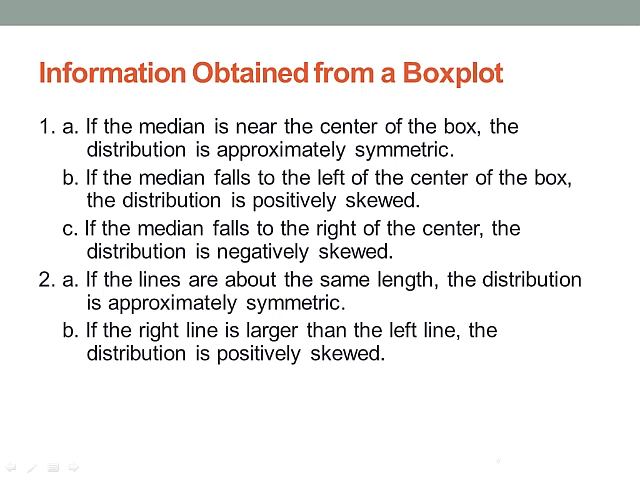 Information Obtained from a Boxplot
1. a. If the median is near the center of the box, the
distribution is approximately symmetric.
b. If the median falls to the left of the center of the box,
the distribution is positively skewed.
c. If the median falls to the right of the center, the
distribution is negatively skewed.
2. a. If the lines are about the same length, the distribution
is approximately symmetric.
b. If the right line is larger than the left line, the
distribution is positively skewed.